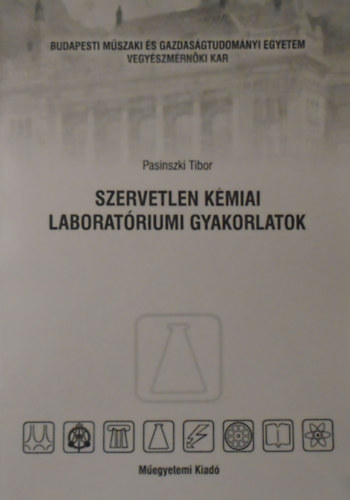 BUDAPESTI MŰSZAKI ÉS GAZDASÁGTUDOMÁNYI EGYETEM
VEGYÉSZMÉRNÖKI KAR
Pasinszki Tibor
SZERVETLEN KÉMIAI
LABORATÓRIUMI GYAKORLATOK
Műegyetemi Kiadó